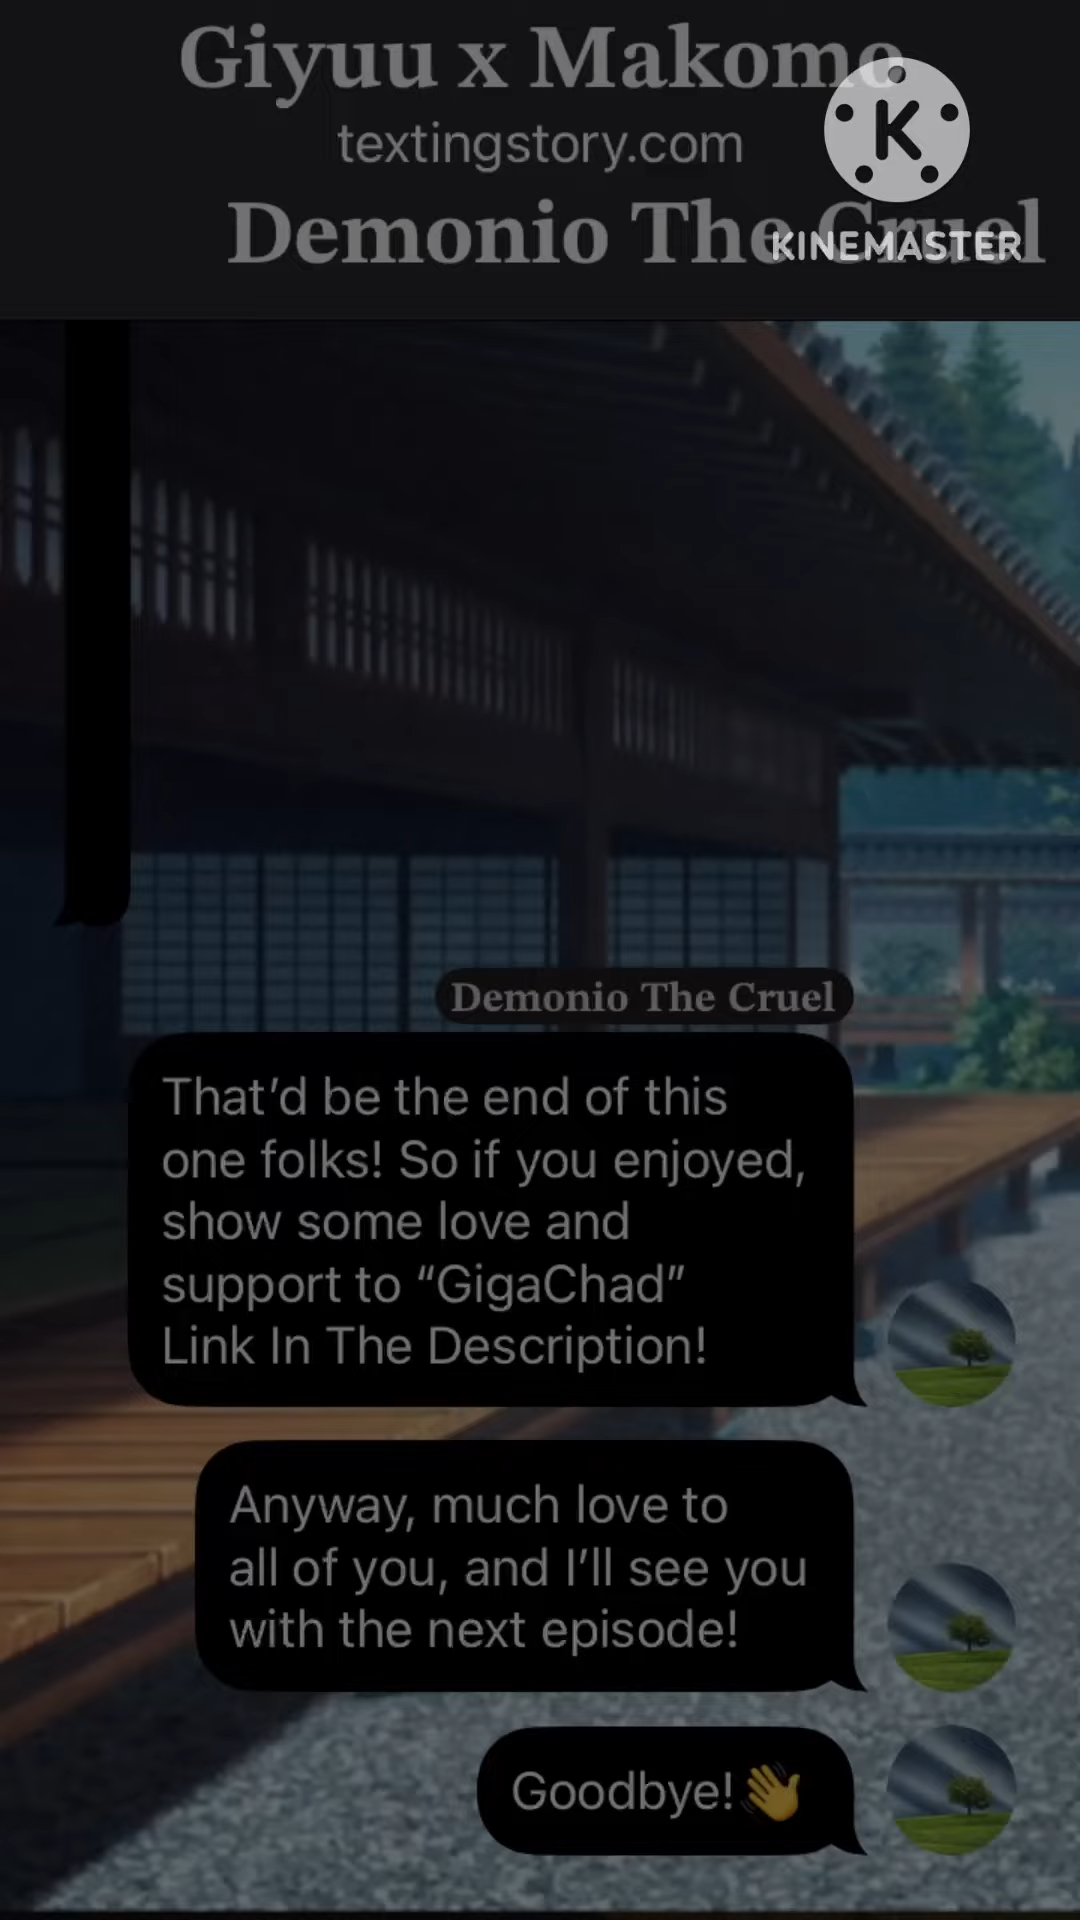 Giyuu x Makomo
textingstory.com
Demonio The Cruel
K
KINEMASTER
Demonio The Cruel
That’d be the end of this
one folks! So if you enjoyed,
show some love and
support to “GigaChad”
Link In The Description!
Anyway, much love to
all of you, and I’ll see you
with the next episode!
Goodbye!👋